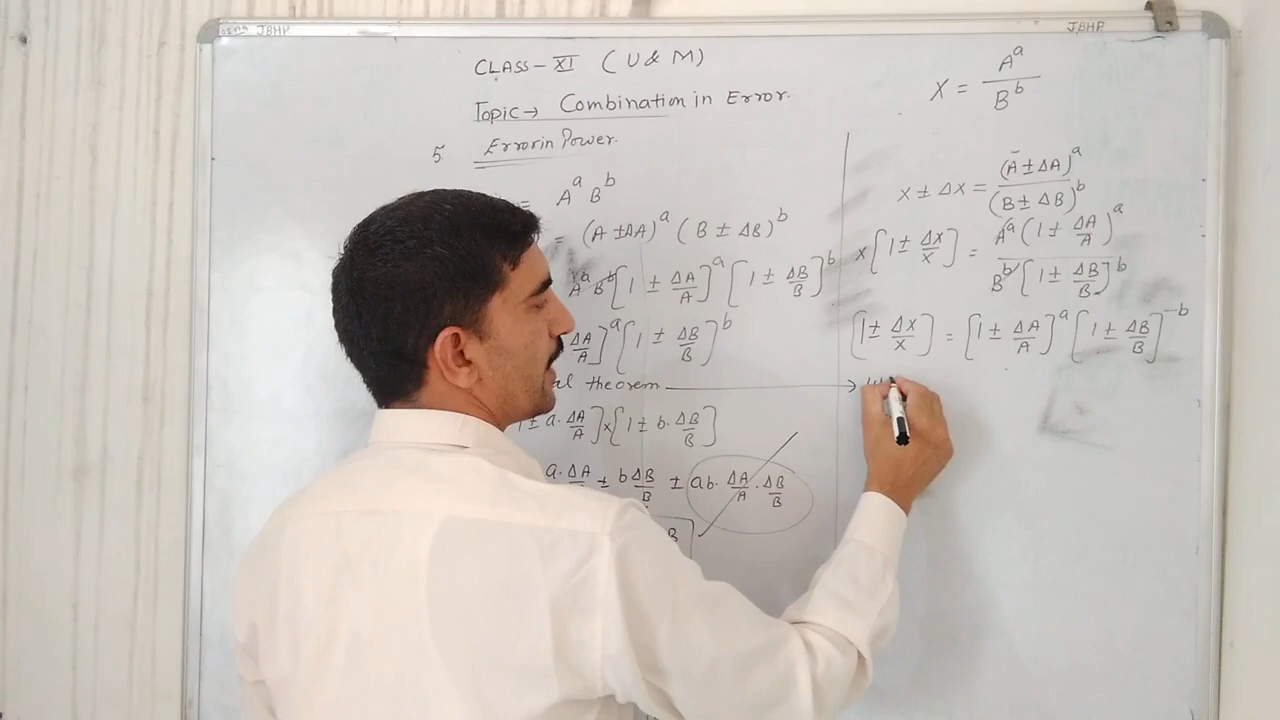 JBHP
JBHP
CLASS-XI (U & M)
Topic → Combination in Error.
5 Error in Power.
= A^a B^b
= (A ± ΔA)^a (B ± ΔB)^b
A^a B^b [1 ± ΔA/A]^a [1 ± ΔB/B]^b
ΔA/A]^a [1 ± ΔB/B]^b
al theorem →
1 ± a. ΔA/A] x [1 ± b. ΔB/B]
a. ΔA/A ± b ΔB/B ± ab. ΔA/A . ΔB/B
B
X = A^a / B^b
X ± ΔX = (A ± ΔA)^a / (B ± ΔB)^b
X [1 ± ΔX/X] = A^a (1 ± ΔA/A)^a / B^b [1 ± ΔB/B]^b
[1 ± ΔX/X] = [1 ± ΔA/A]^a [1 ± ΔB/B]^-b